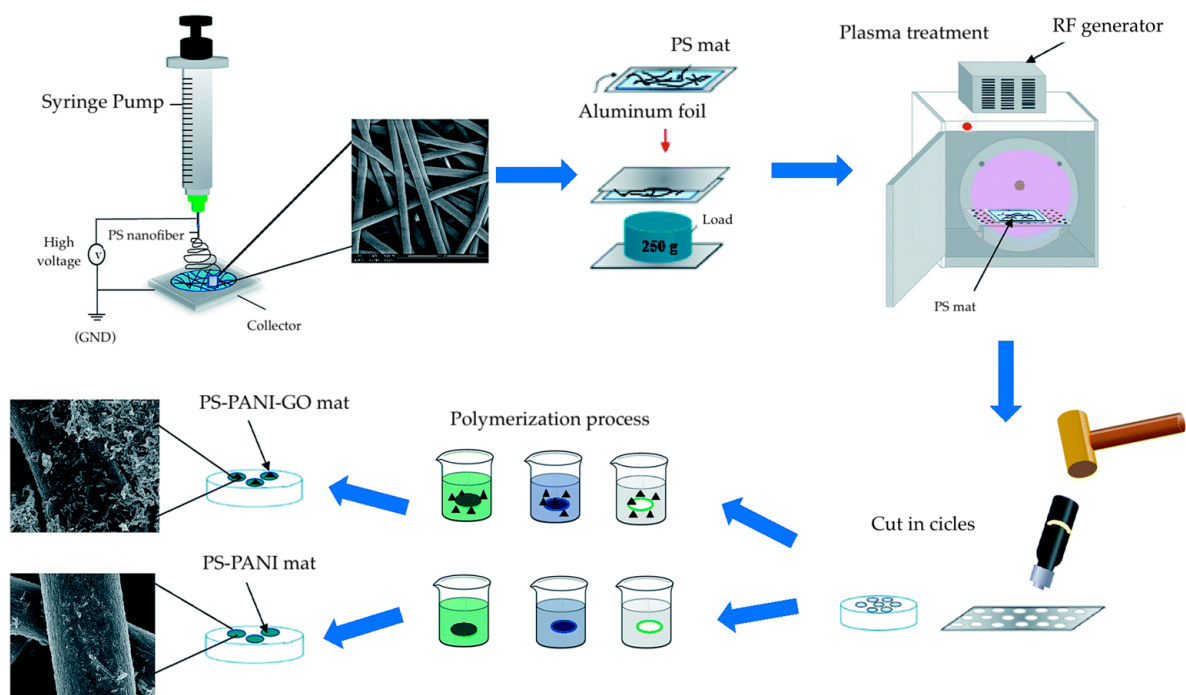 Syringe Pump
PS nanofiber
High
voltage
v
(GND)
Collector
PS mat
Aluminum foil
Load
250 g
Plasma treatment
RF generator
PS mat
PS-PANI-GO mat
Polymerization process
Cut in cicles
PS-PANI mat